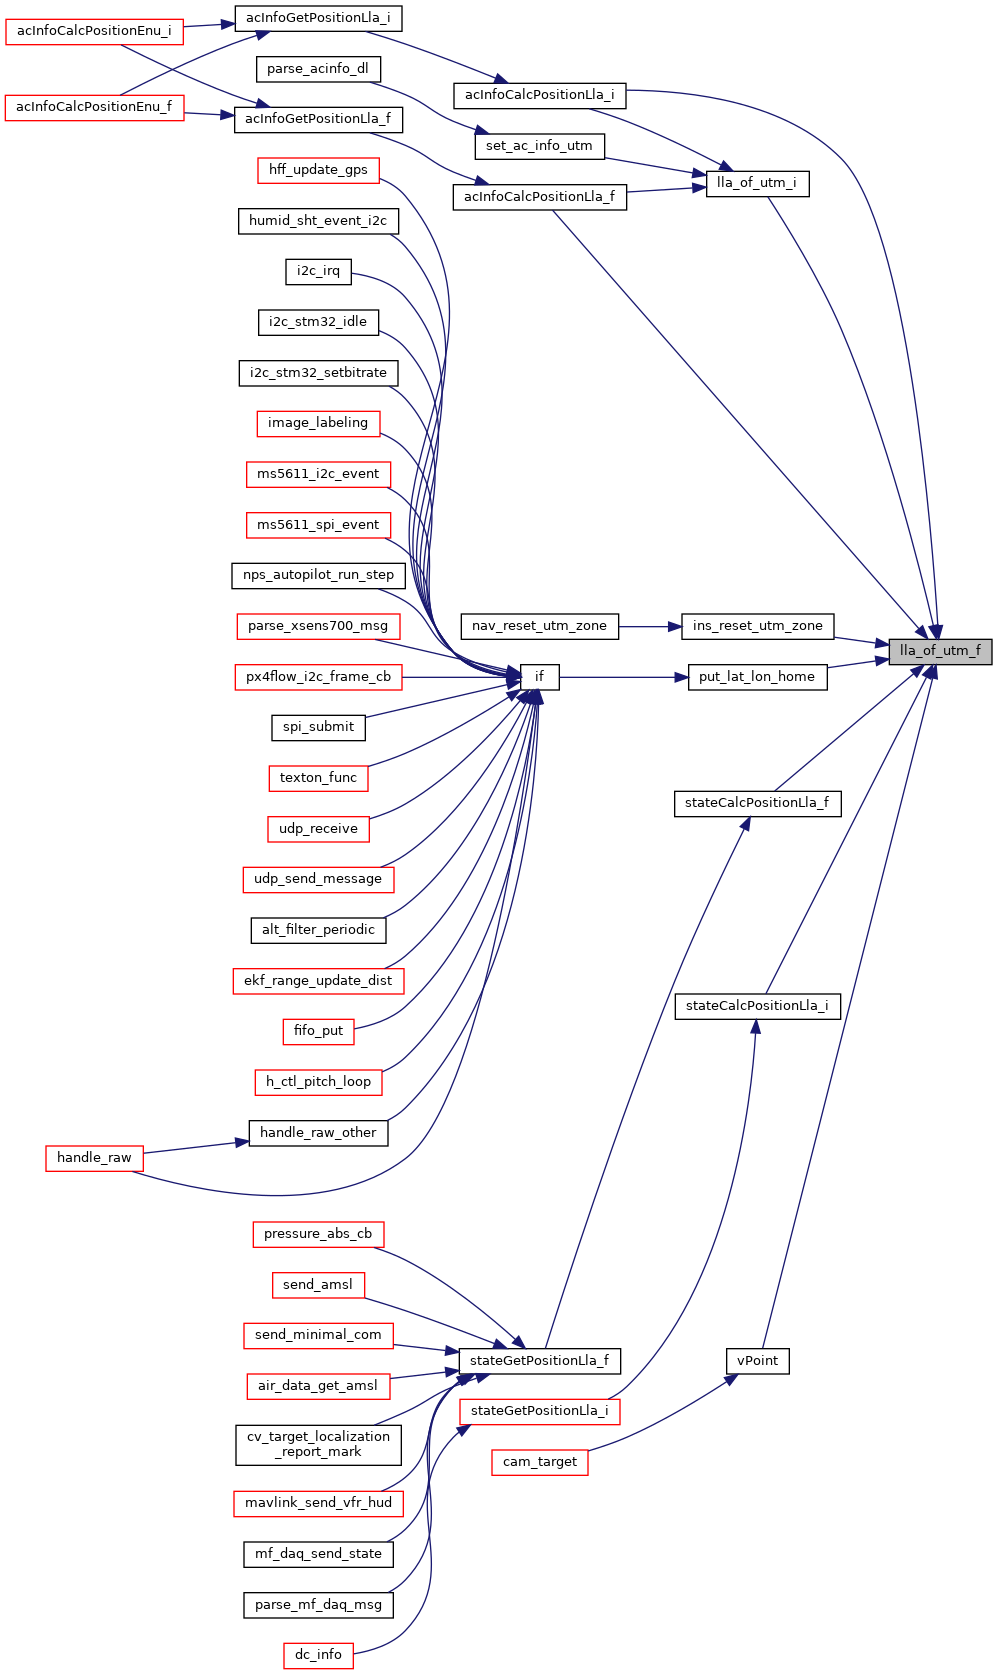 acInfoGetPositionLla_i
acInfoCalcPositionEnu_i
parse_acinfo_dl
acInfoCalcPositionLla_i
acInfoCalcPositionEnu_f
acInfoGetPositionLla_f
set_ac_info_utm
hff_update_gps
lla_of_utm_i
acInfoCalcPositionLla_f
humid_sht_event_i2c
i2c_irq
i2c_stm32_idle
i2c_stm32_setbitrate
image_labeling
ms5611_i2c_event
ms5611_spi_event
nps_autopilot_run_step
parse_xsens700_msg
nav_reset_utm_zone
ins_reset_utm_zone
lla_of_utm_f
px4flow_i2c_frame_cb
if
put_lat_lon_home
spi_submit
texton_func
stateCalcPositionLla_f
udp_receive
udp_send_message
alt_filter_periodic
ekf_range_update_dist
stateCalcPositionLla_i
fifo_put
h_ctl_pitch_loop
handle_raw_other
handle_raw
pressure_abs_cb
send_amsl
send_minimal_com
stateGetPositionLla_f
vPoint
air_data_get_amsl
stateGetPositionLla_i
cv_target_localization
_report_mark
cam_target
mavlink_send_vfr_hud
mf_daq_send_state
parse_mf_daq_msg
dc_info